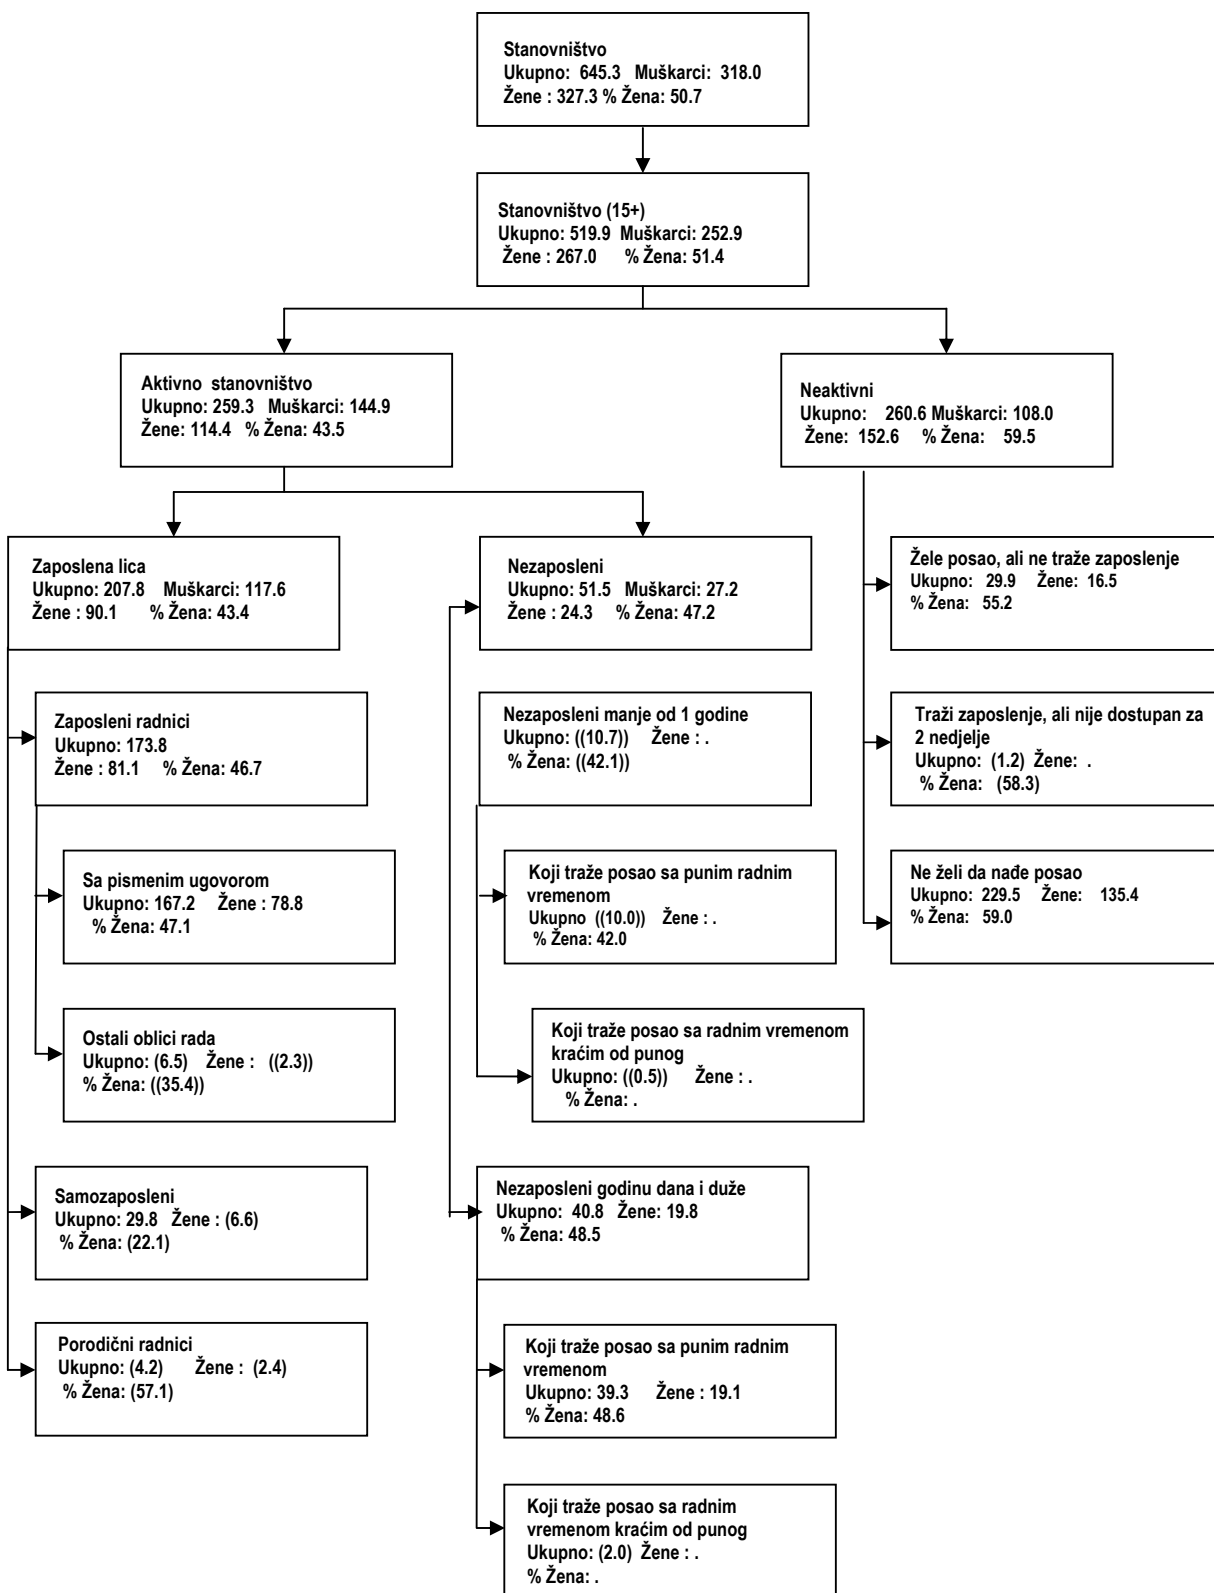 Stanovništvo
Ukupno: 645.3 Muškarci: 318.0
Žene : 327.3 % Žena: 50.7
Stanovništvo (15+)
Ukupno: 519.9 Muškarci: 252.9
Žene : 267.0 % Žena: 51.4
Aktivno stanovništvo
Ukupno: 259.3 Muškarci: 144.9
Žene: 114.4 % Žena: 43.5
Neaktivni
Ukupno: 260.6 Muškarci: 108.0
Žene: 152.6 % Žena: 59.5
Zaposlena lica
Ukupno: 207.8 Muškarci: 117.6
Žene : 90.1 % Žena: 43.4
Zaposleni radnici
Ukupno: 173.8
Žene : 81.1 % Žena: 46.7
Sa pismenim ugovorom
Ukupno: 167.2 Žene : 78.8
% Žena: 47.1
Ostali oblici rada
Ukupno: (6.5) Žene : ((2.3))
% Žena: ((35.4))
Samozaposleni
Ukupno: 29.8 Žene : (6.6)
% Žena: (22.1)
Porodični radnici
Ukupno: (4.2) Žene : (2.4)
% Žena: (57.1)
Nezaposleni
Ukupno: 51.5 Muškarci: 27.2
Žene : 24.3 % Žena: 47.2
Nezaposleni manje od 1 godine
Ukupno: ((10.7)) Žene : .
% Žena: ((42.1))
Koji traže posao sa punim radnim
vremenom
Ukupno ((10.0)) Žene : .
% Žena: 42.0
Koji traže posao sa radnim vremenom
kraćim od punog
Ukupno: ((0.5)) Žene : .
% Žena: .
Nezaposleni godinu dana i duže
Ukupno: 40.8 Žene: 19.8
% Žena: 48.5
Koji traže posao sa punim radnim
vremenom
Ukupno: 39.3 Žene : 19.1
% Žena: 48.6
Koji traže posao sa radnim
vremenom kraćim od punog
Ukupno: (2.0) Žene : .
% Žena: .
Žele posao, ali ne traže zaposlenje
Ukupno: 29.9 Žene: 16.5
% Žena: 55.2
Traži zaposlenje, ali nije dostupan za
2 nedjelje
Ukupno: (1.2) Žene: .
% Žena: (58.3)
Ne želi da nađe posao
Ukupno: 229.5 Žene: 135.4
% Žena: 59.0